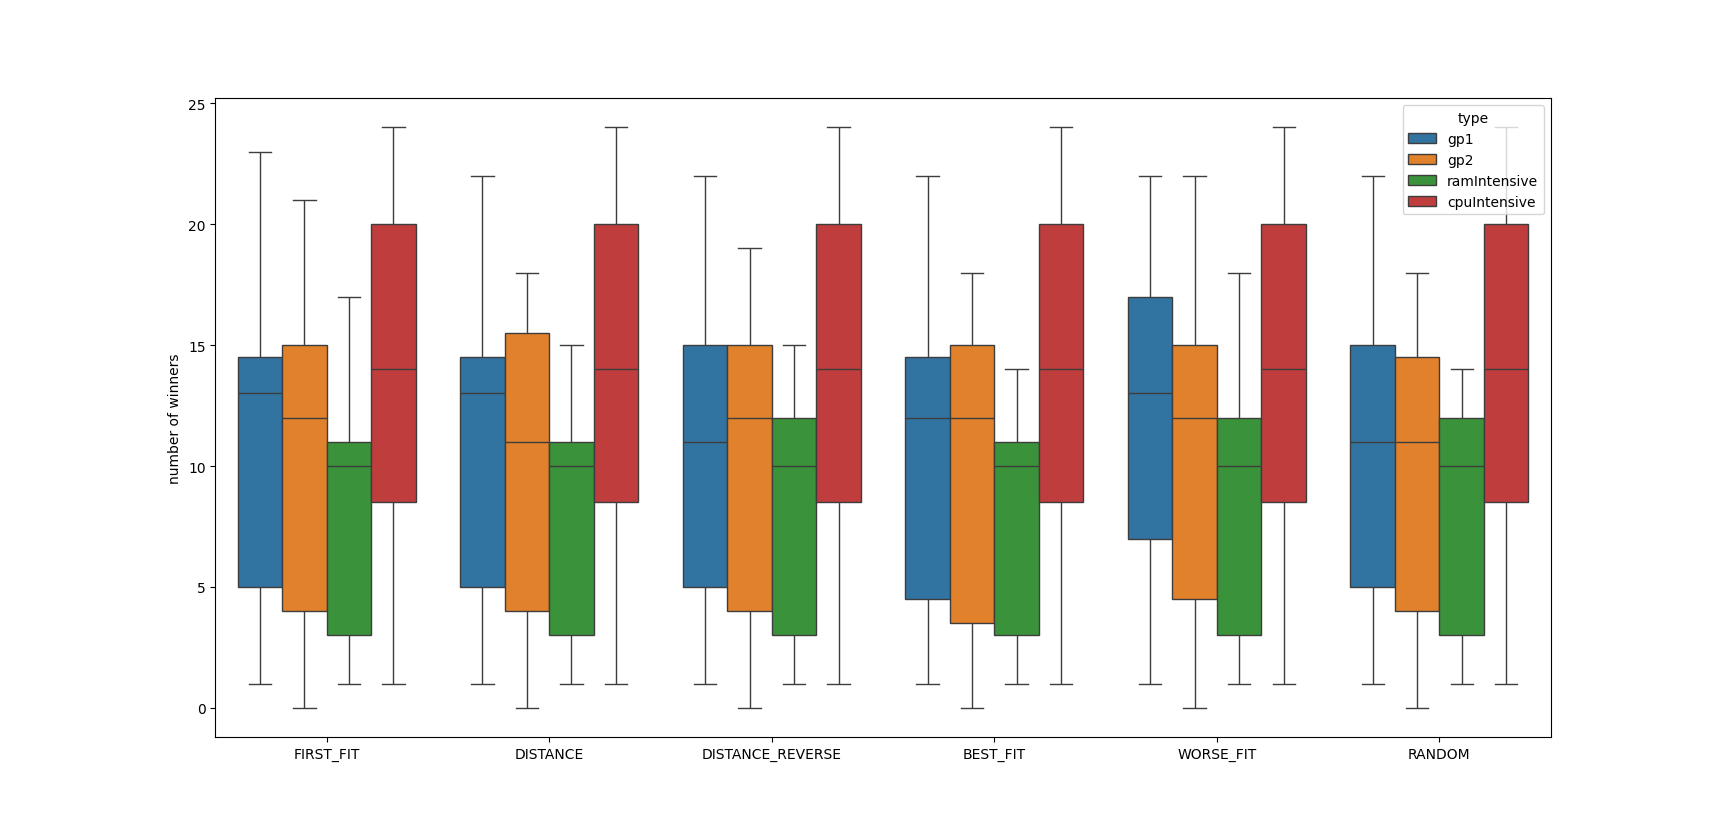 25
20
15
10
5
0
number of winners
type
gp1
gp2
ramIntensive
cpuIntensive
FIRST_FIT DISTANCE DISTANCE_REVERSE BEST_FIT WORSE_FIT RANDOM